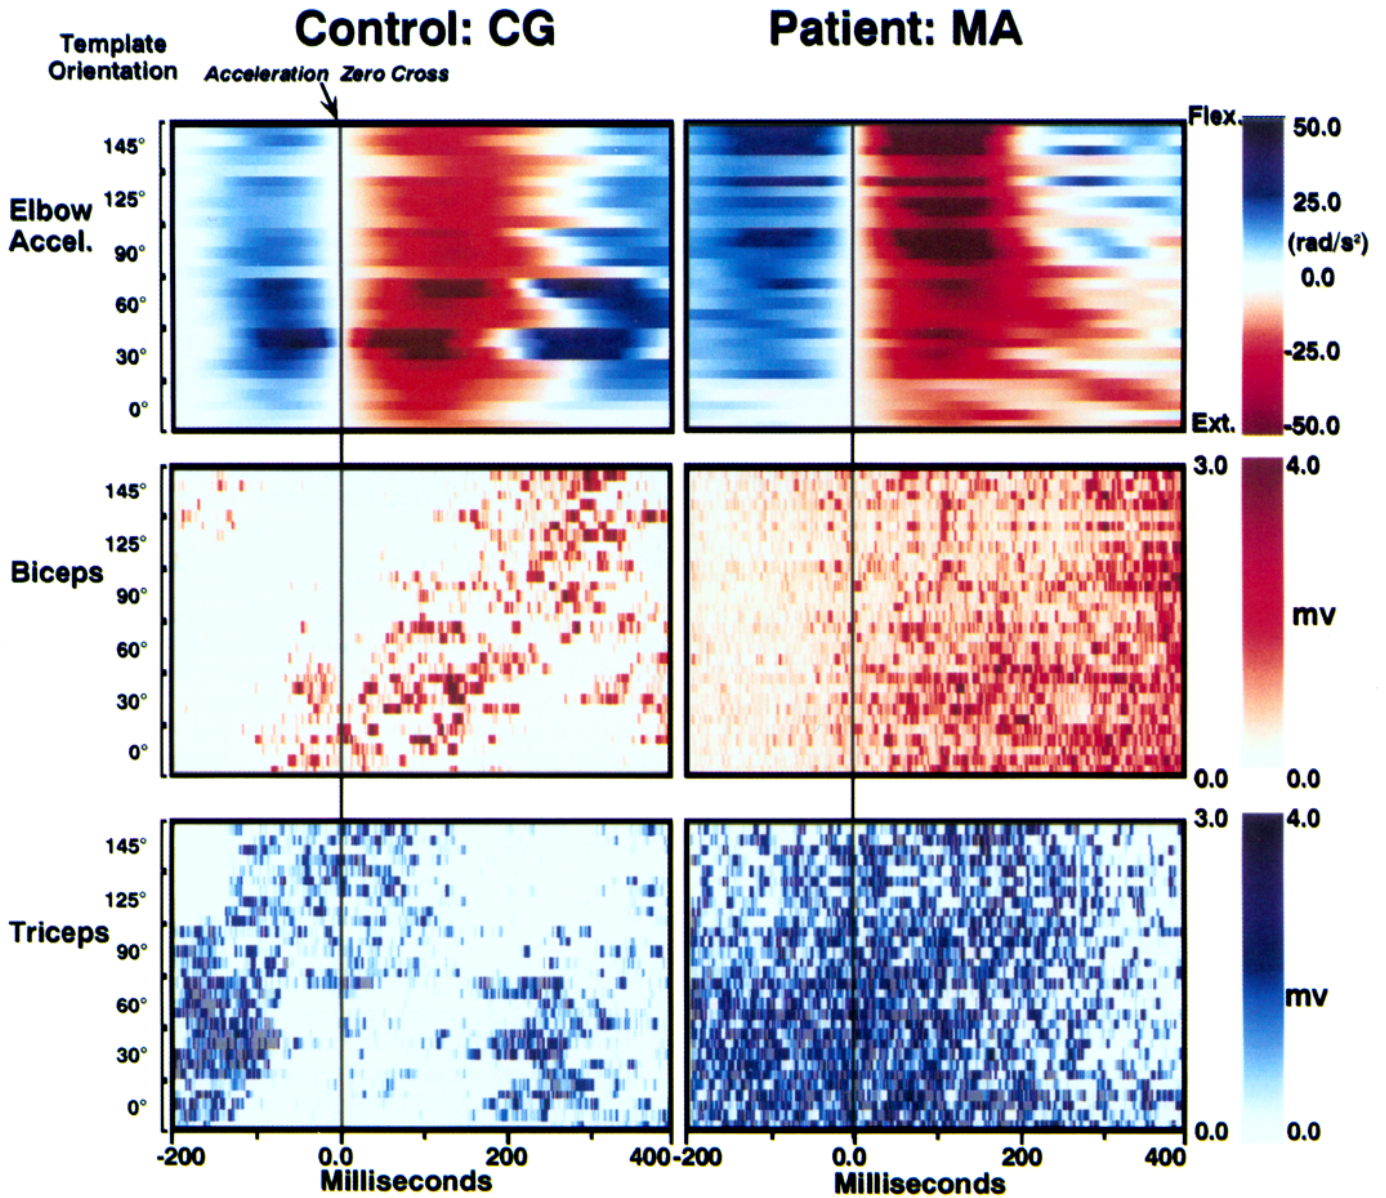 Control: CG
Patient: MA
Template
Orientation
Acceleration Zero Cross
Elbow
Accel.
145°
125°
90°
60°
30°
0°
Flex.
50.0
25.0
(rad/s²)
0.0
-25.0
-50.0
Ext.
Biceps
145°
125°
90°
60°
30°
0°
3.0
4.0
mv
0.0
0.0
Triceps
145°
125°
90°
60°
30°
0°
3.0
4.0
mv
0.0
0.0
-200
0.0
200
400
-200
0.0
200
400
Milliseconds
Milliseconds